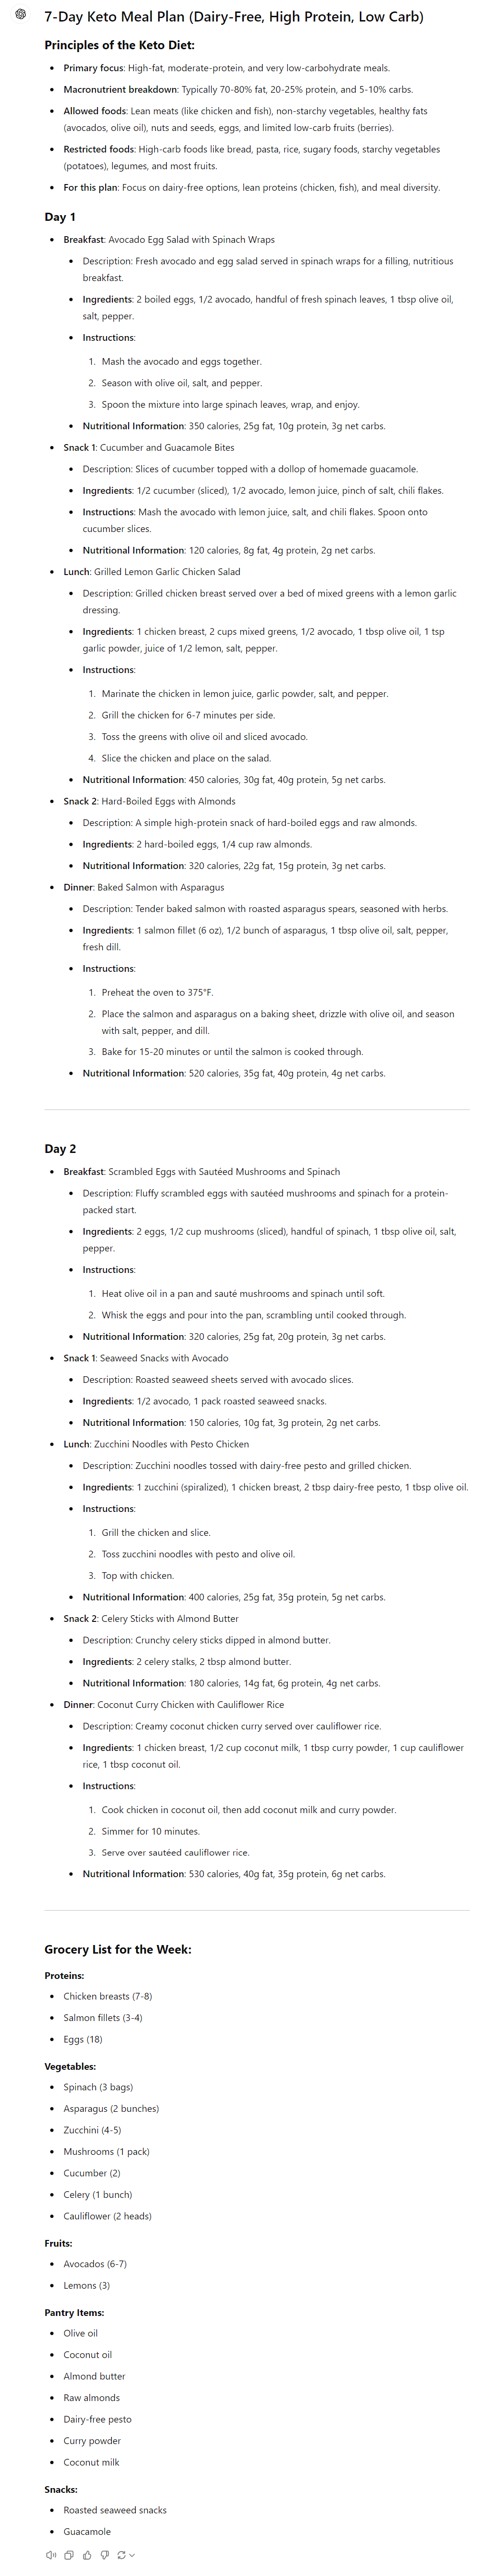 7-Day Keto Meal Plan (Dairy-Free, High Protein, Low Carb)
Principles of the Keto Diet:
Primary focus: High-fat, moderate-protein, and very low-carbohydrate meals.
Macronutrient breakdown: Typically 70-80% fat, 20-25% protein, and 5-10% carbs.
Allowed foods: Lean meats (like chicken and fish), non-starchy vegetables, healthy fats
(avocados, olive oil), nuts and seeds, eggs, and limited low-carb fruits (berries).
Restricted foods: High-carb foods like bread, pasta, rice, sugary foods, starchy vegetables
(potatoes), legumes, and most fruits.
For this plan: Focus on dairy-free options, lean proteins (chicken, fish), and meal diversity.
Day 1
Breakfast: Avocado Egg Salad with Spinach Wraps
Description: Fresh avocado and egg salad served in spinach wraps for a filling, nutritious
breakfast.
Ingredients: 2 boiled eggs, 1/2 avocado, handful of fresh spinach leaves, 1 tbsp olive oil,
salt, pepper.
Instructions:
1. Mash the avocado and eggs together.
2. Season with olive oil, salt, and pepper.
3. Spoon the mixture into large spinach leaves, wrap, and enjoy.
Nutritional Information: 350 calories, 25g fat, 10g protein, 3g net carbs.
Snack 1: Cucumber and Guacamole Bites
Description: Slices of cucumber topped with a dollop of homemade guacamole.
Ingredients: 1/2 cucumber (sliced), 1/2 avocado, lemon juice, pinch of salt, chili flakes.
Instructions: Mash the avocado with lemon juice, salt, and chili flakes. Spoon onto
cucumber slices.
Nutritional Information: 120 calories, 8g fat, 4g protein, 2g net carbs.
Lunch: Grilled Lemon Garlic Chicken Salad
Description: Grilled chicken breast served over a bed of mixed greens with a lemon garlic
dressing.
Ingredients: 1 chicken breast, 2 cups mixed greens, 1/2 avocado, 1 tbsp olive oil, 1 tsp
garlic powder, juice of 1/2 lemon, salt, pepper.
Instructions:
1. Marinate the chicken in lemon juice, garlic powder, salt, and pepper.
2. Grill the chicken for 6-7 minutes per side.
3. Toss the greens with olive oil and sliced avocado.
4. Slice the chicken and place on the salad.
Nutritional Information: 450 calories, 30g fat, 40g protein, 5g net carbs.
Snack 2: Hard-Boiled Eggs with Almonds
Description: A simple high-protein snack of hard-boiled eggs and raw almonds.
Ingredients: 2 hard-boiled eggs, 1/4 cup raw almonds.
Nutritional Information: 320 calories, 22g fat, 15g protein, 3g net carbs.
Dinner: Baked Salmon with Asparagus
Description: Tender baked salmon with roasted asparagus spears, seasoned with herbs.
Ingredients: 1 salmon fillet (6 oz), 1/2 bunch of asparagus, 1 tbsp olive oil, salt, pepper,
fresh dill.
Instructions:
1. Preheat the oven to 375°F.
2. Place the salmon and asparagus on a baking sheet, drizzle with olive oil, and season
with salt, pepper, and dill.
3. Bake for 15-20 minutes or until the salmon is cooked through.
Nutritional Information: 520 calories, 35g fat, 40g protein, 4g net carbs.
Day 2
Breakfast: Scrambled Eggs with Sautéed Mushrooms and Spinach
Description: Fluffy scrambled eggs with sautéed mushrooms and spinach for a protein-
packed start.
Ingredients: 2 eggs, 1/2 cup mushrooms (sliced), handful of spinach, 1 tbsp olive oil, salt,
pepper.
Instructions:
1. Heat olive oil in a pan and sauté mushrooms and spinach until soft.
2. Whisk the eggs and pour into the pan, scrambling until cooked through.
Nutritional Information: 320 calories, 25g fat, 20g protein, 3g net carbs.
Snack 1: Seaweed Snacks with Avocado
Description: Roasted seaweed sheets served with avocado slices.
Ingredients: 1/2 avocado, 1 pack roasted seaweed snacks.
Nutritional Information: 150 calories, 10g fat, 3g protein, 2g net carbs.
Lunch: Zucchini Noodles with Pesto Chicken
Description: Zucchini noodles tossed with dairy-free pesto and grilled chicken.
Ingredients: 1 zucchini (spiralized), 1 chicken breast, 2 tbsp dairy-free pesto, 1 tbsp olive oil.
Instructions:
1. Grill the chicken and slice.
2. Toss zucchini noodles with pesto and olive oil.
3. Top with chicken.
Nutritional Information: 400 calories, 25g fat, 35g protein, 5g net carbs.
Snack 2: Celery Sticks with Almond Butter
Description: Crunchy celery sticks dipped in almond butter.
Ingredients: 2 celery stalks, 2 tbsp almond butter.
Nutritional Information: 180 calories, 14g fat, 6g protein, 4g net carbs.
Dinner: Coconut Curry Chicken with Cauliflower Rice
Description: Creamy coconut chicken curry served over cauliflower rice.
Ingredients: 1 chicken breast, 1/2 cup coconut milk, 1 tbsp curry powder, 1 cup cauliflower
rice, 1 tbsp coconut oil.
Instructions:
1. Cook chicken in coconut oil, then add coconut milk and curry powder.
2. Simmer for 10 minutes.
3. Serve over sautéed cauliflower rice.
Nutritional Information: 530 calories, 40g fat, 35g protein, 6g net carbs.
Grocery List for the Week:
Proteins:
Chicken breasts (7-8)
Salmon fillets (3-4)
Eggs (18)
Vegetables:
Spinach (3 bags)
Asparagus (2 bunches)
Zucchini (4-5)
Mushrooms (1 pack)
Cucumber (2)
Celery (1 bunch)
Cauliflower (2 heads)
Fruits:
Avocados (6-7)
Lemons (3)
Pantry Items:
Olive oil
Coconut oil
Almond butter
Raw almonds
Dairy-free pesto
Curry powder
Coconut milk
Snacks:
Roasted seaweed snacks
Guacamole